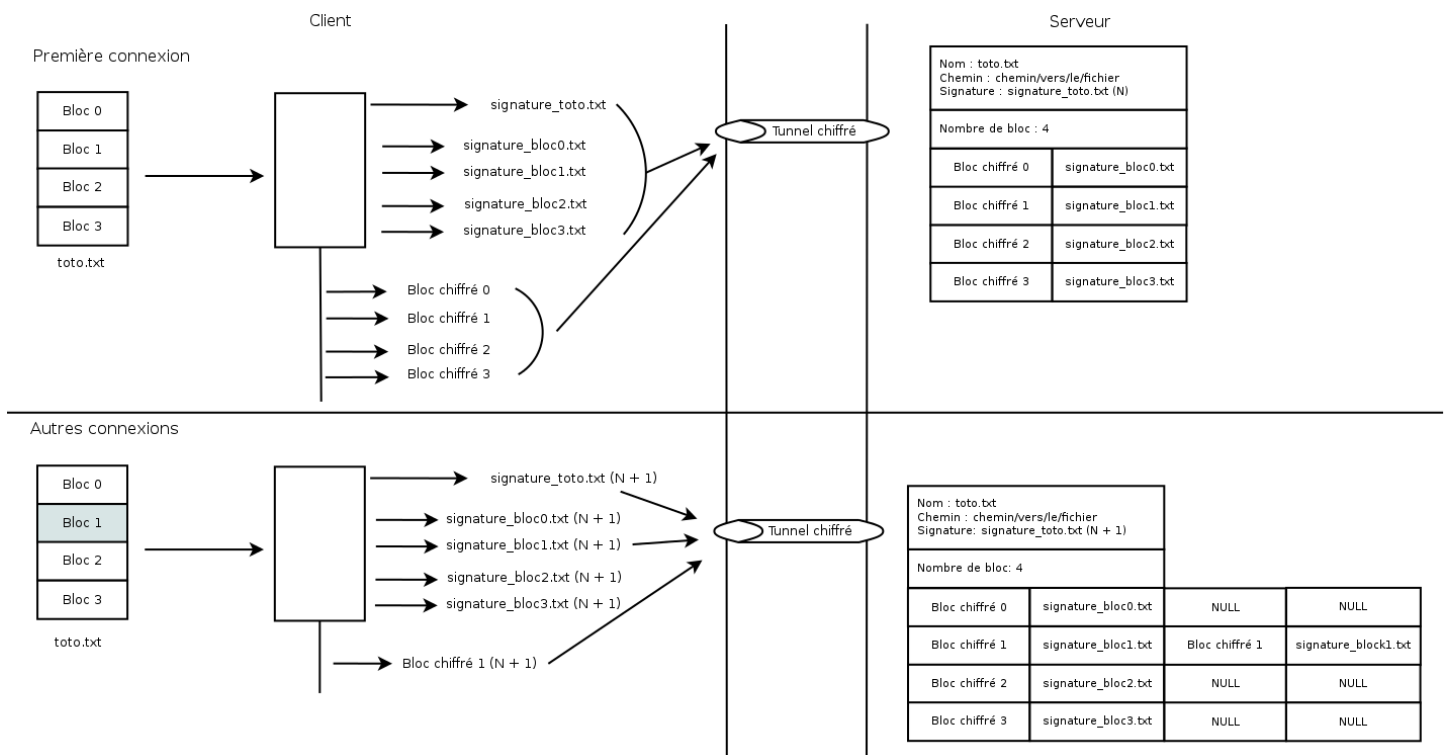 Client
Serveur
Première connexion
Bloc 0
Bloc 1
Bloc 2
Bloc 3
toto.txt
signature_toto.txt
signature_bloc0.txt
signature_bloc1.txt
signature_bloc2.txt
signature_bloc3.txt
Bloc chiffré 0
Bloc chiffré 1
Bloc chiffré 2
Bloc chiffré 3
Tunnel chiffré
Nom : toto.txt
Chemin : chemin/vers/le/fichier
Signature : signature_toto.txt (N)
Nombre de bloc : 4
Bloc chiffré 0 signature_bloc0.txt
Bloc chiffré 1 signature_bloc1.txt
Bloc chiffré 2 signature_bloc2.txt
Bloc chiffré 3 signature_bloc3.txt
Autres connexions
Bloc 0
Bloc 1
Bloc 2
Bloc 3
toto.txt
signature_toto.txt (N + 1)
signature_bloc0.txt (N + 1)
signature_bloc1.txt (N + 1)
signature_bloc2.txt (N + 1)
signature_bloc3.txt (N + 1)
Bloc chiffré 1 (N + 1)
Tunnel chiffré
Nom : toto.txt
Chemin : chemin/vers/le/fichier
Signature: signature_toto.txt (N + 1)
Nombre de bloc: 4
Bloc chiffré 0 signature_bloc0.txt NULL NULL
Bloc chiffré 1 signature_bloc1.txt Bloc chiffré 1 signature_block1.txt
Bloc chiffré 2 signature_bloc2.txt NULL NULL
Bloc chiffré 3 signature_bloc3.txt NULL NULL